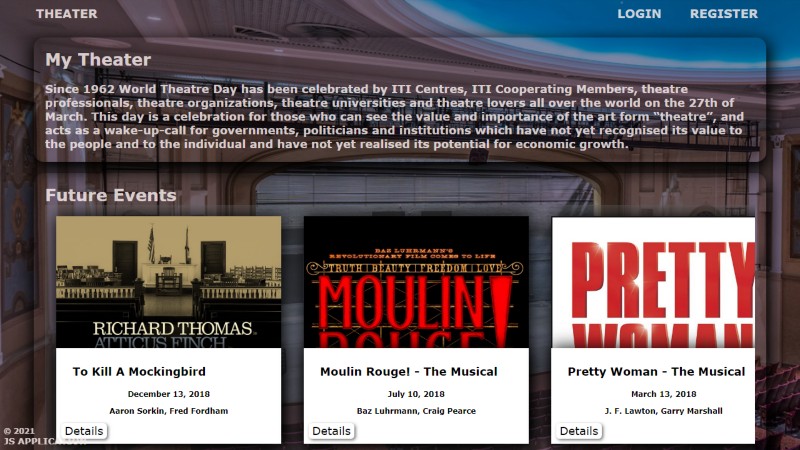 THEATER
LOGIN
REGISTER
My Theater
Since 1962 World Theatre Day has been celebrated by ITI Centres, ITI Cooperating Members, theatre
professionals, theatre organizations, theatre universities and theatre lovers all over the world on the 27th of
March. This day is a celebration for those who can see the value and importance of the art form “theatre”, and
acts as a wake-up-call for governments, politicians and institutions which have not yet recognised its value to
the people and to the individual and have not yet realised its potential for economic growth.
Future Events
RICHARD THOMAS
ATTICUS FINCH
To Kill A Mockingbird
December 13, 2018
Aaron Sorkin, Fred Fordham
Details
BAZ LUHRMANN'S
REVOLUTIONARY FILM COMES TO LIFE
TRUTH BEAUTY FREEDOM LOVE
MOULIN
ROUGE!
Moulin Rouge! - The Musical
July 10, 2018
Baz Luhrmann, Craig Pearce
Details
PRETTY
WOMAN
Pretty Woman - The Musical
March 13, 2018
J. F. Lawton, Garry Marshall
Details
© 2021
JS APPLICATION